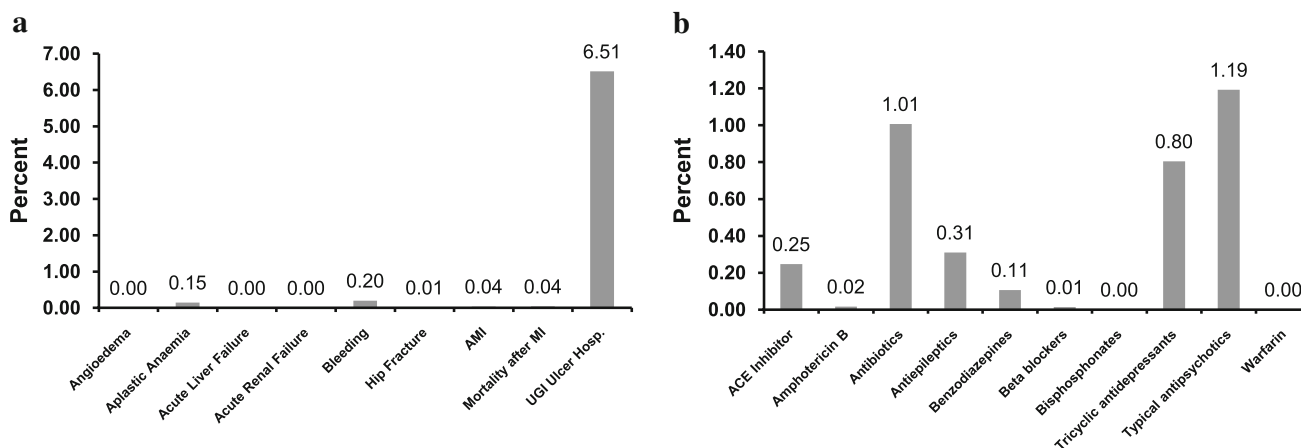 a
Percent
7.00
6.00
5.00
4.00
3.00
2.00
1.00
0.00
0.00
0.15
0.00
0.00
0.20
0.01
0.04
0.04
6.51
Angioedema
Aplastic Anaemia
Acute Liver Failure
Acute Renal Failure
Bleeding
Hip Fracture
AMI
Mortality after MI
UGI Ulcer Hosp.
b
Percent
1.40
1.20
1.00
0.80
0.60
0.40
0.20
0.00
0.25
0.02
1.01
0.31
0.11
0.01
0.00
0.80
1.19
0.00
ACE Inhibitor
Amphotericin B
Antibiotics
Antiepileptics
Benzodiazepines
Beta blockers
Bisphosphonates
Tricyclic antidepressants
Typical antipsychotics
Warfarin